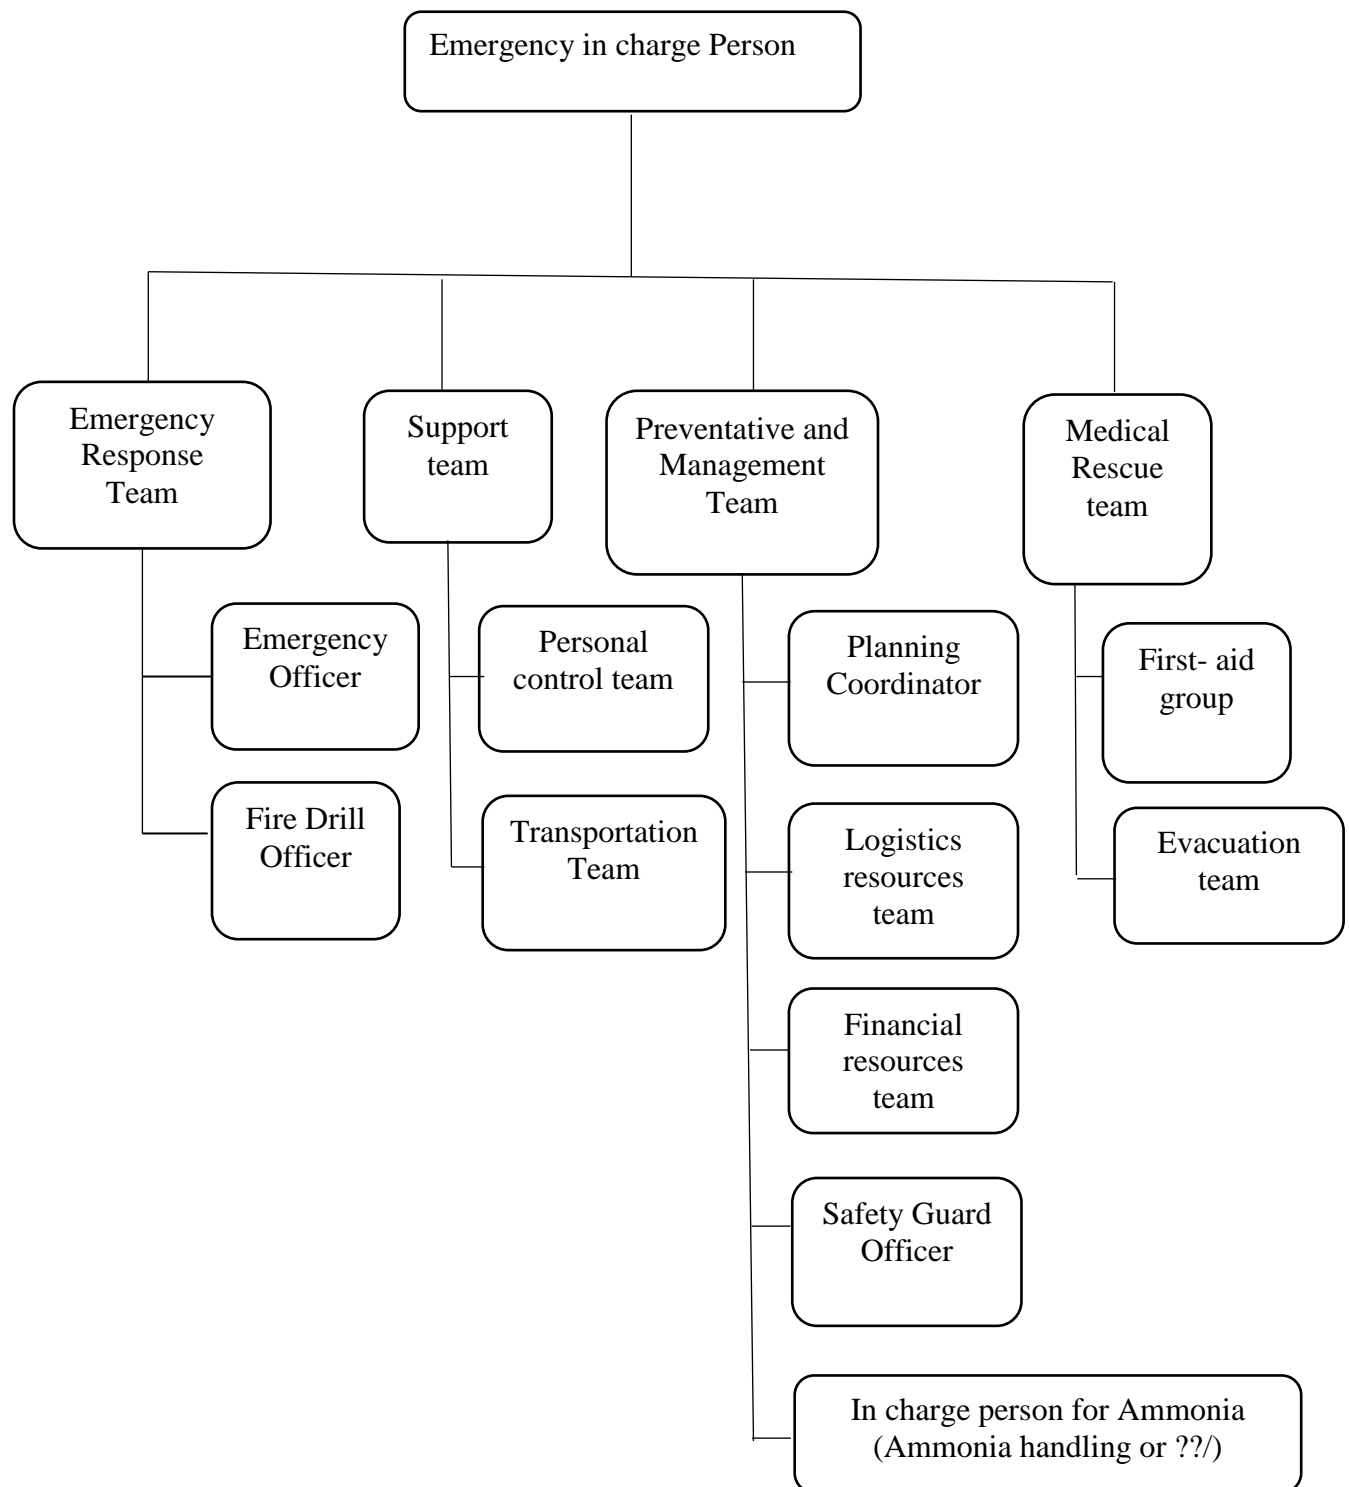 Emergency in charge Person
Emergency
Response
Team
Support
team
Preventative and
Management
Team
Medical
Rescue
team
Emergency
Officer
Fire Drill
Officer
Personal
control team
Transportation
Team
Planning
Coordinator
Logistics
resources
team
Financial
resources
team
Safety Guard
Officer
In charge person for Ammonia
(Ammonia handling or ??/)
First- aid
group
Evacuation
team